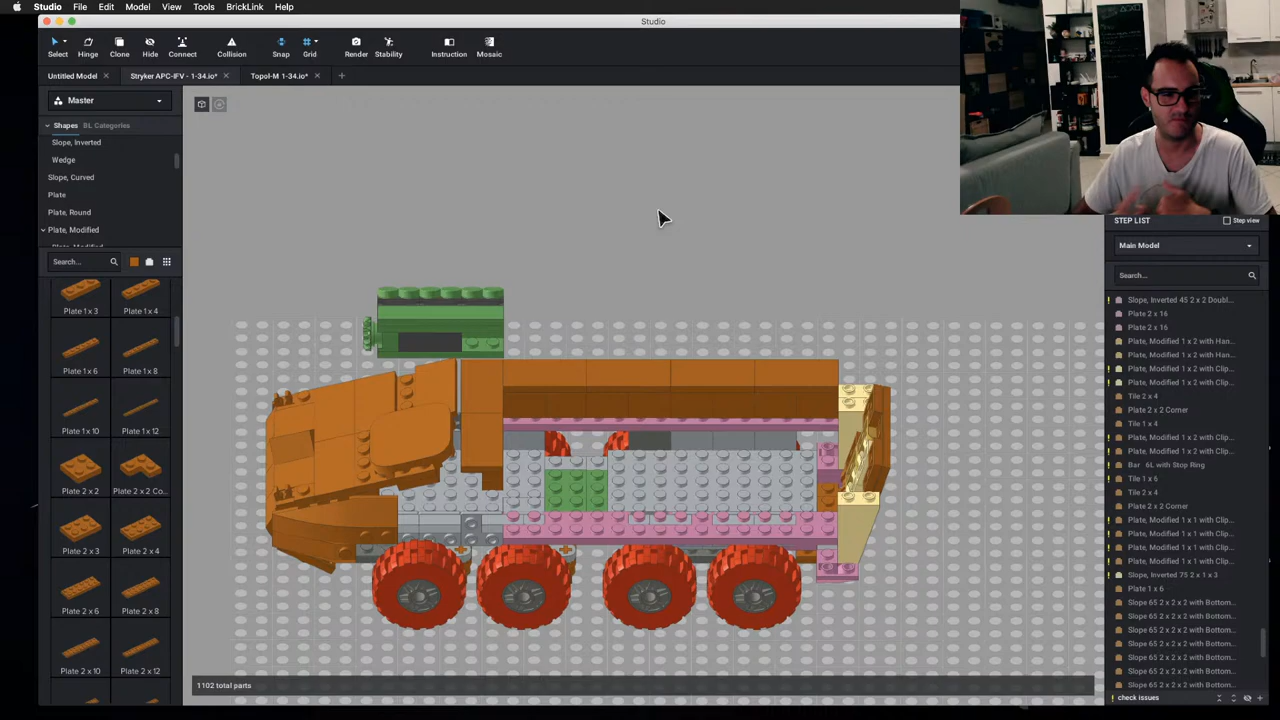 Studio File Edit Model View Tools BrickLink Help
Studio
Select Hinge Clone Hide Connect Collision Snap Grid Render Stability Instruction Mosaic
Untitled Model Stryker APC-IFV - 1-34.io* Topol-M 1-34.io*
Master
Shapes BL Categories
Slope, Inverted
Wedge
Slope, Curved
Plate
Plate, Round
Plate, Modified
Search...
Plate 1 x 3 Plate 1 x 4
Plate 1 x 6 Plate 1 x 8
Plate 1 x 10 Plate 1 x 12
Plate 2 x 2 Plate 2 x 2 Co...
Plate 2 x 3 Plate 2 x 4
Plate 2 x 6 Plate 2 x 8
Plate 2 x 10 Plate 2 x 12
1102 total parts
STEP LIST Step view
Main Model
Search...
Slope, Inverted 45 2 x 2 Doubl...
Plate 2 x 16
Plate 2 x 16
Plate, Modified 1 x 2 with Han...
Plate, Modified 1 x 2 with Han...
Plate, Modified 1 x 2 with Clip...
Plate, Modified 1 x 2 with Clip...
Tile 2 x 4
Plate 2 x 2 Corner
Tile 1 x 4
Plate, Modified 1 x 2 with Clip...
Plate, Modified 1 x 2 with Clip...
Bar 6L with Stop Ring
Tile 1 x 6
Tile 2 x 4
Plate 2 x 2 Corner
Plate, Modified 1 x 1 with Clip...
Plate, Modified 1 x 1 with Clip...
Plate, Modified 1 x 1 with Clip...
Plate, Modified 1 x 1 with Clip...
Slope, Inverted 75 2 x 1 x 3
Plate 1 x 6
Slope 65 2 x 2 x 2 with Bottom...
Slope 65 2 x 2 x 2 with Bottom...
Slope 65 2 x 2 x 2 with Bottom...
Slope 65 2 x 2 x 2 with Bottom...
Slope 65 2 x 2 x 2 with Bottom...
Slope 65 2 x 2 x 2 with Bottom...
Slope 65 2 x 2 x 2 with Bottom...
check issues